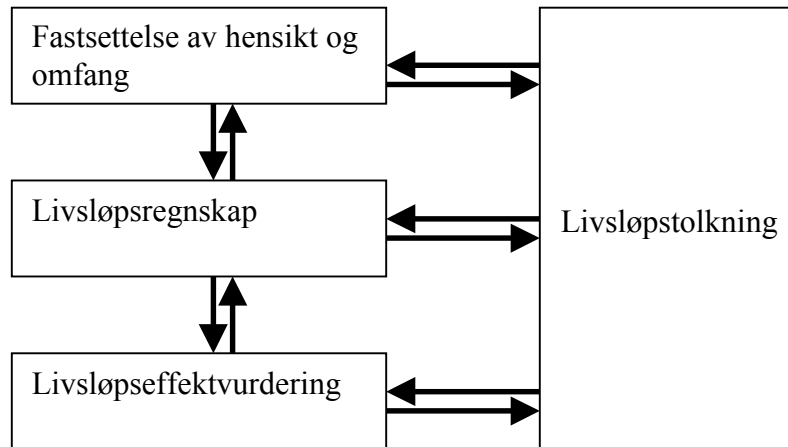 Fastsettelse av hensikt og
omfang
Livsløpsregnskap
Livsløpstolkning
Livsløpseffektvurdering